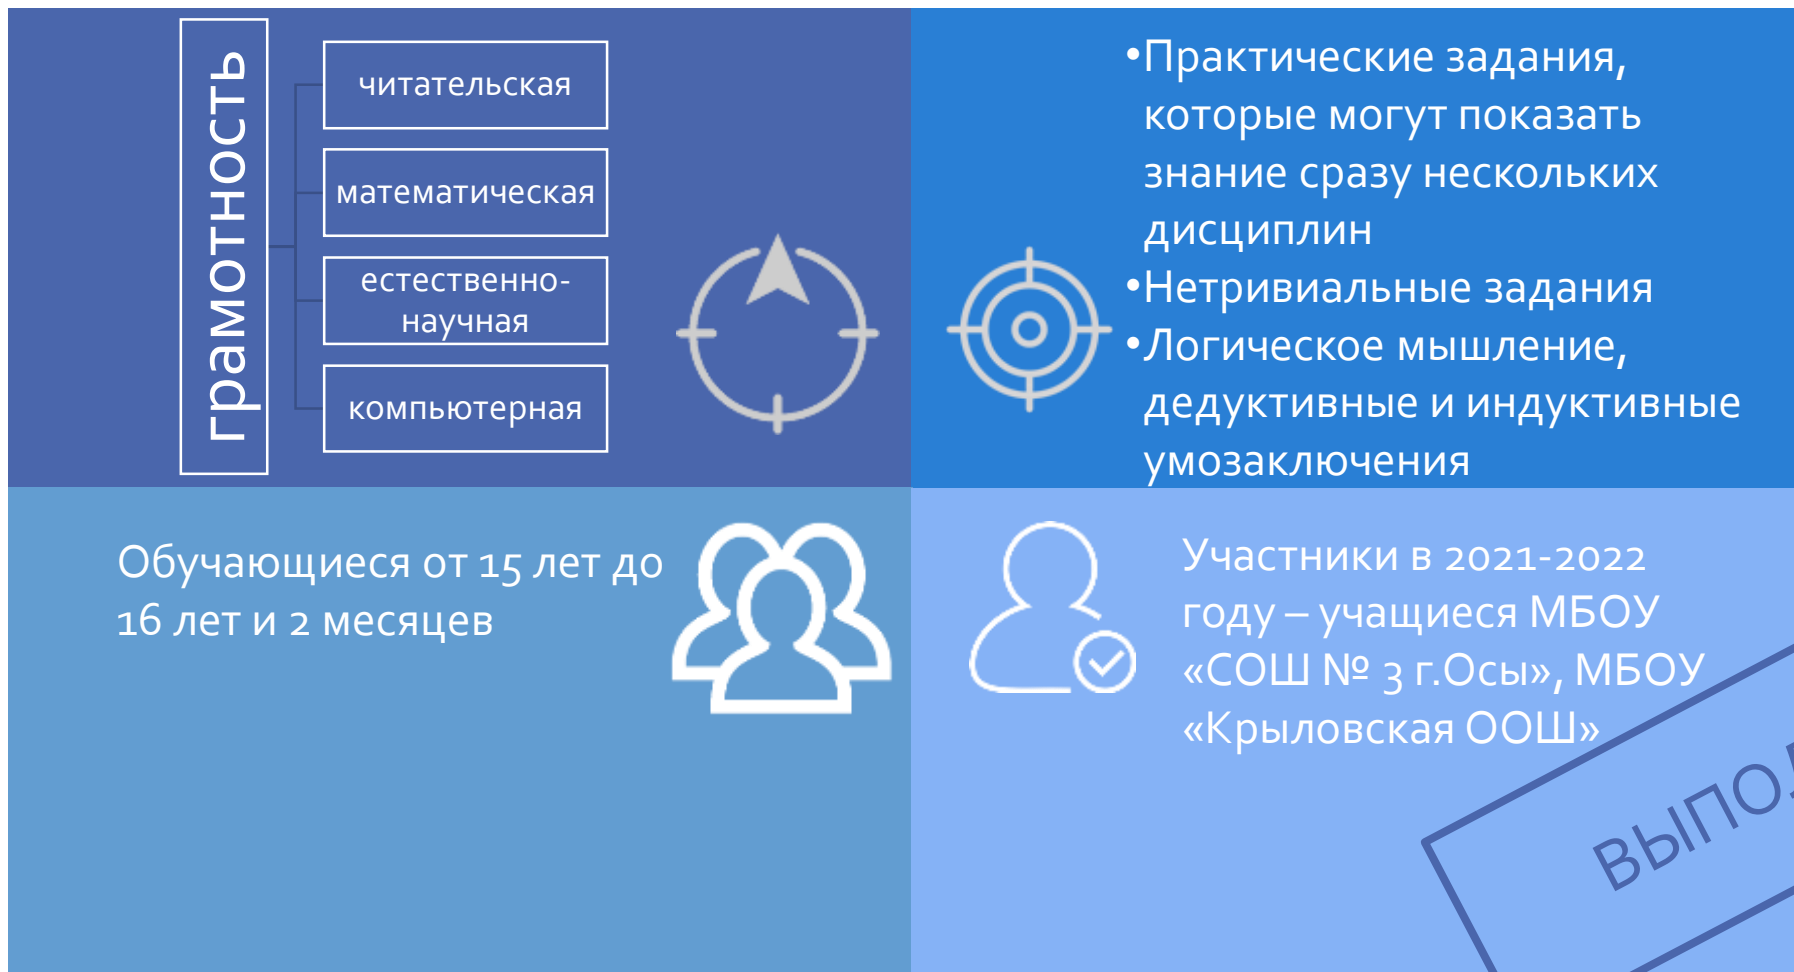 грамотность
читательская
математическая
естественно-
научная
компьютерная
•Практические задания,
которые могут показать
знание сразу нескольких
дисциплин
•Нетривиальные задания
•Логическое мышление,
дедуктивные и индуктивные
умозаключения
Обучающиеся от 15 лет до
16 лет и 2 месяцев
Участники в 2021-2022
году – учащиеся МБОУ
«СОШ № 3 г.Осы», МБОУ
«Крыловская ООШ»